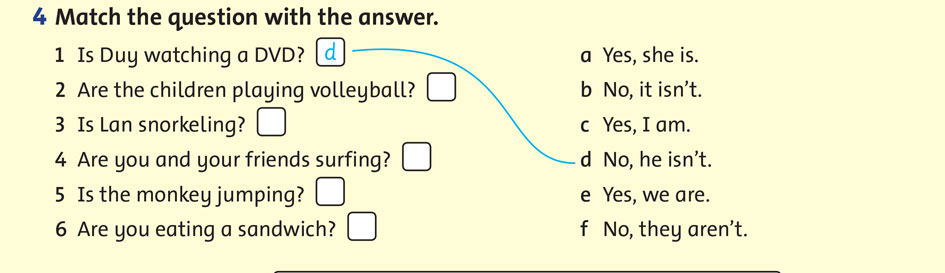 4 Match the question with the answer.
1 Is Duy watching a DVD? d
a Yes, she is.
2 Are the children playing volleyball?
b No, it isn't.
3 Is Lan snorkeling?
c Yes, I am.
4 Are you and your friends surfing?
d No, he isn't.
5 Is the monkey jumping?
e Yes, we are.
6 Are you eating a sandwich?
f No, they aren't.